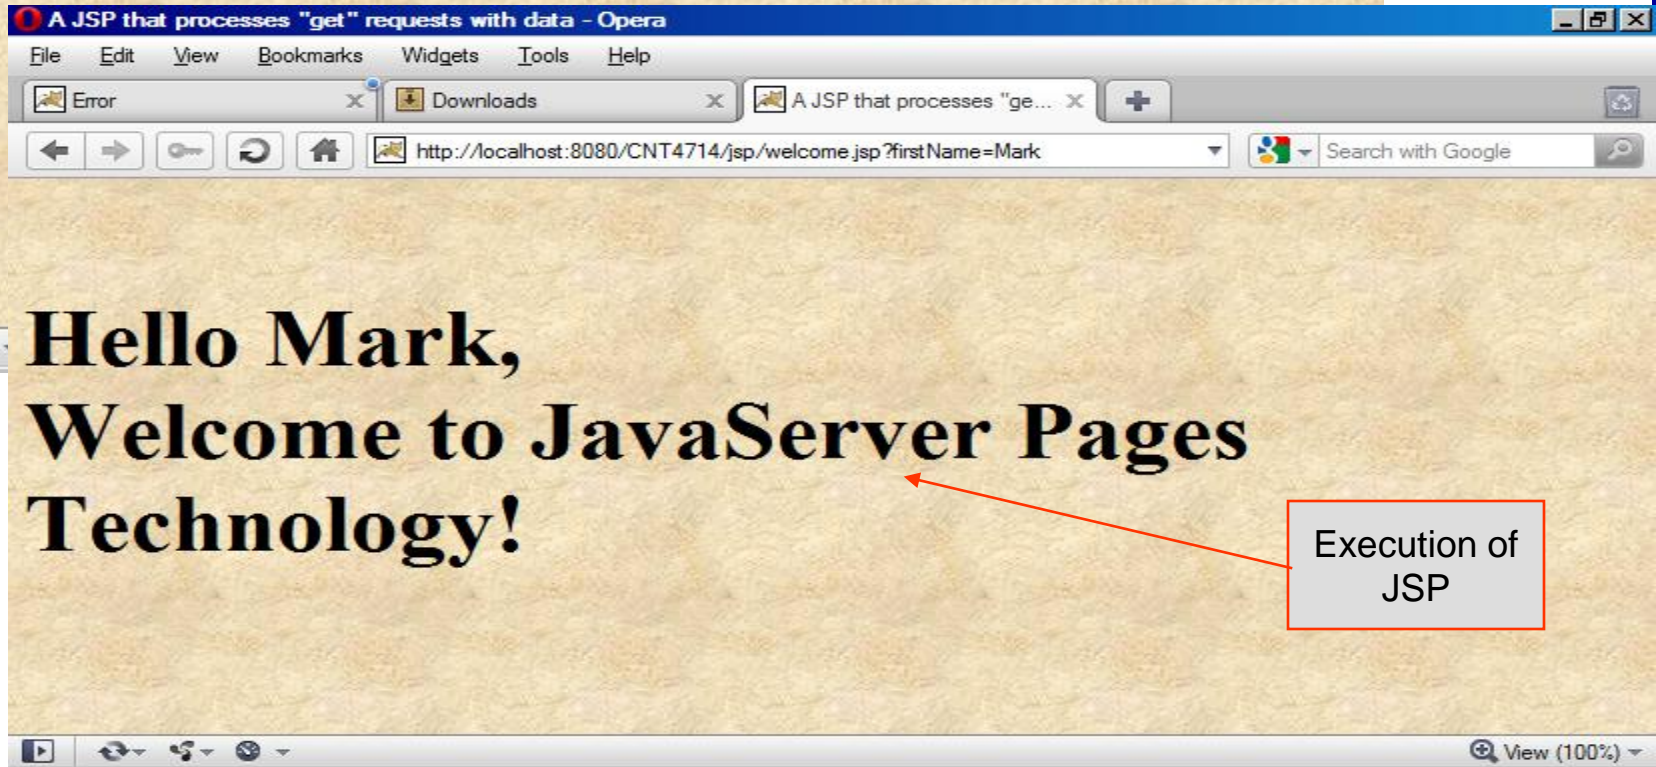 A JSP that processes "get" requests with data - Opera
File Edit View Bookmarks Widgets Tools Help
Error Downloads A JSP that processes "ge...
http://localhost:8080/CNT4714/jsp/welcome.jsp?firstName=Mark Search with Google
Hello Mark,
Welcome to JavaServer Pages
Technology!
Execution of
JSP
View (100%)